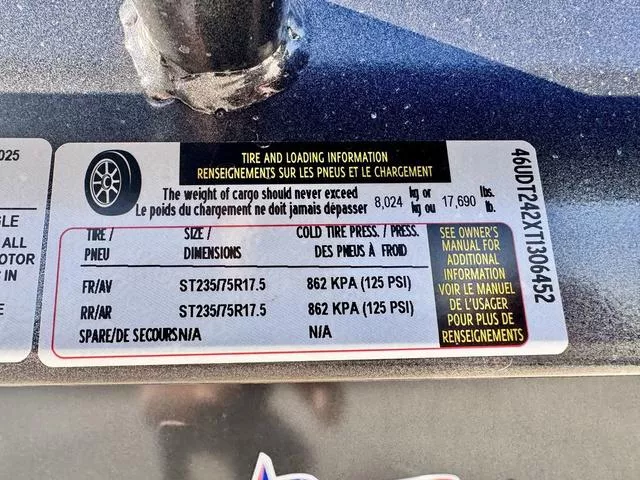 025
GLE
ALL
OTOR
S IN
TIRE AND LOADING INFORMATION
RENSEIGNEMENTS SUR LES PNEUS ET LE CHARGEMENT
The weight of cargo should never exceed
Le poids du chargement ne doit jamais dépasser
8,024 kg or kg ou 17,690 lbs. lb.
TIRE / SIZE / COLD TIRE PRESS. / PRESS.
PNEU DIMENSIONS DES PNEUS À FROID
FR/AV ST235/75R17.5 862 KPA (125 PSI)
RR/AR ST235/75R17.5 862 KPA (125 PSI)
SPARE/DE SECOURS N/A N/A
SEE OWNER'S
MANUAL FOR
ADDITIONAL
INFORMATION
VOIR LE MANUEL
DE L'USAGER
POUR PLUS DE
RENSEIGNEMENTS
46UDT242XT1306452